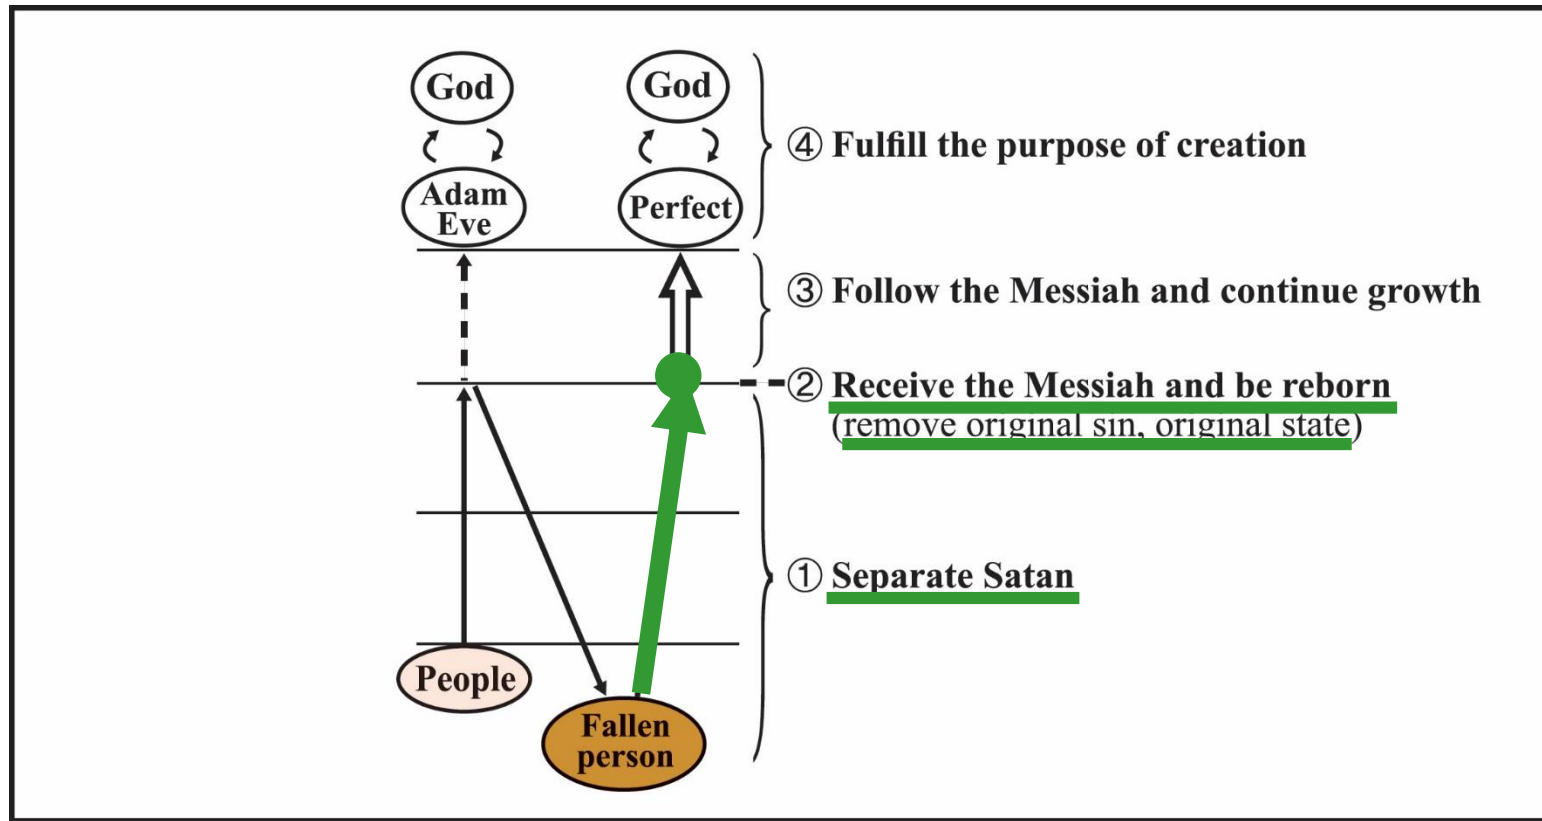 God
God
④ Fulfill the purpose of creation
Adam
Eve
Perfect
③ Follow the Messiah and continue growth
② Receive the Messiah and be reborn
(remove original sin, original state)
① Separate Satan
People
Fallen
person